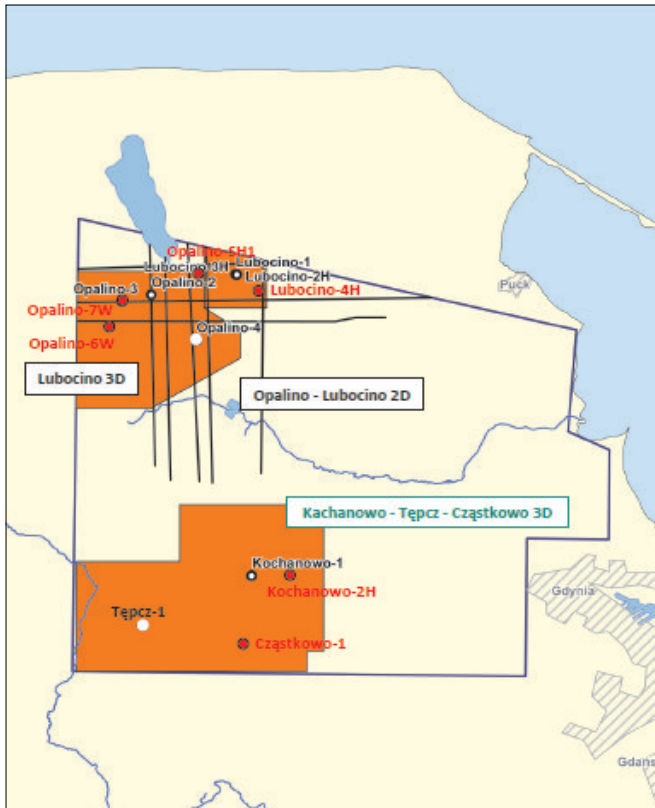 Opalino-5H1
Lubocino-1
Lubocino 3H
Lubocino-2H
Opalino-3
Opalino-2
Lubocino-4H
Puck
Opalino-7W
Opalino-4
Opalino-6W
Lubocino 3D
Opalino - Lubocino 2D
Kachanowo - Tępcz - Cząstkowo 3D
Kochanowo-1
Kochanowo-2H
Gdynia
Tępcz-1
Cząstkowo-1
Gdans